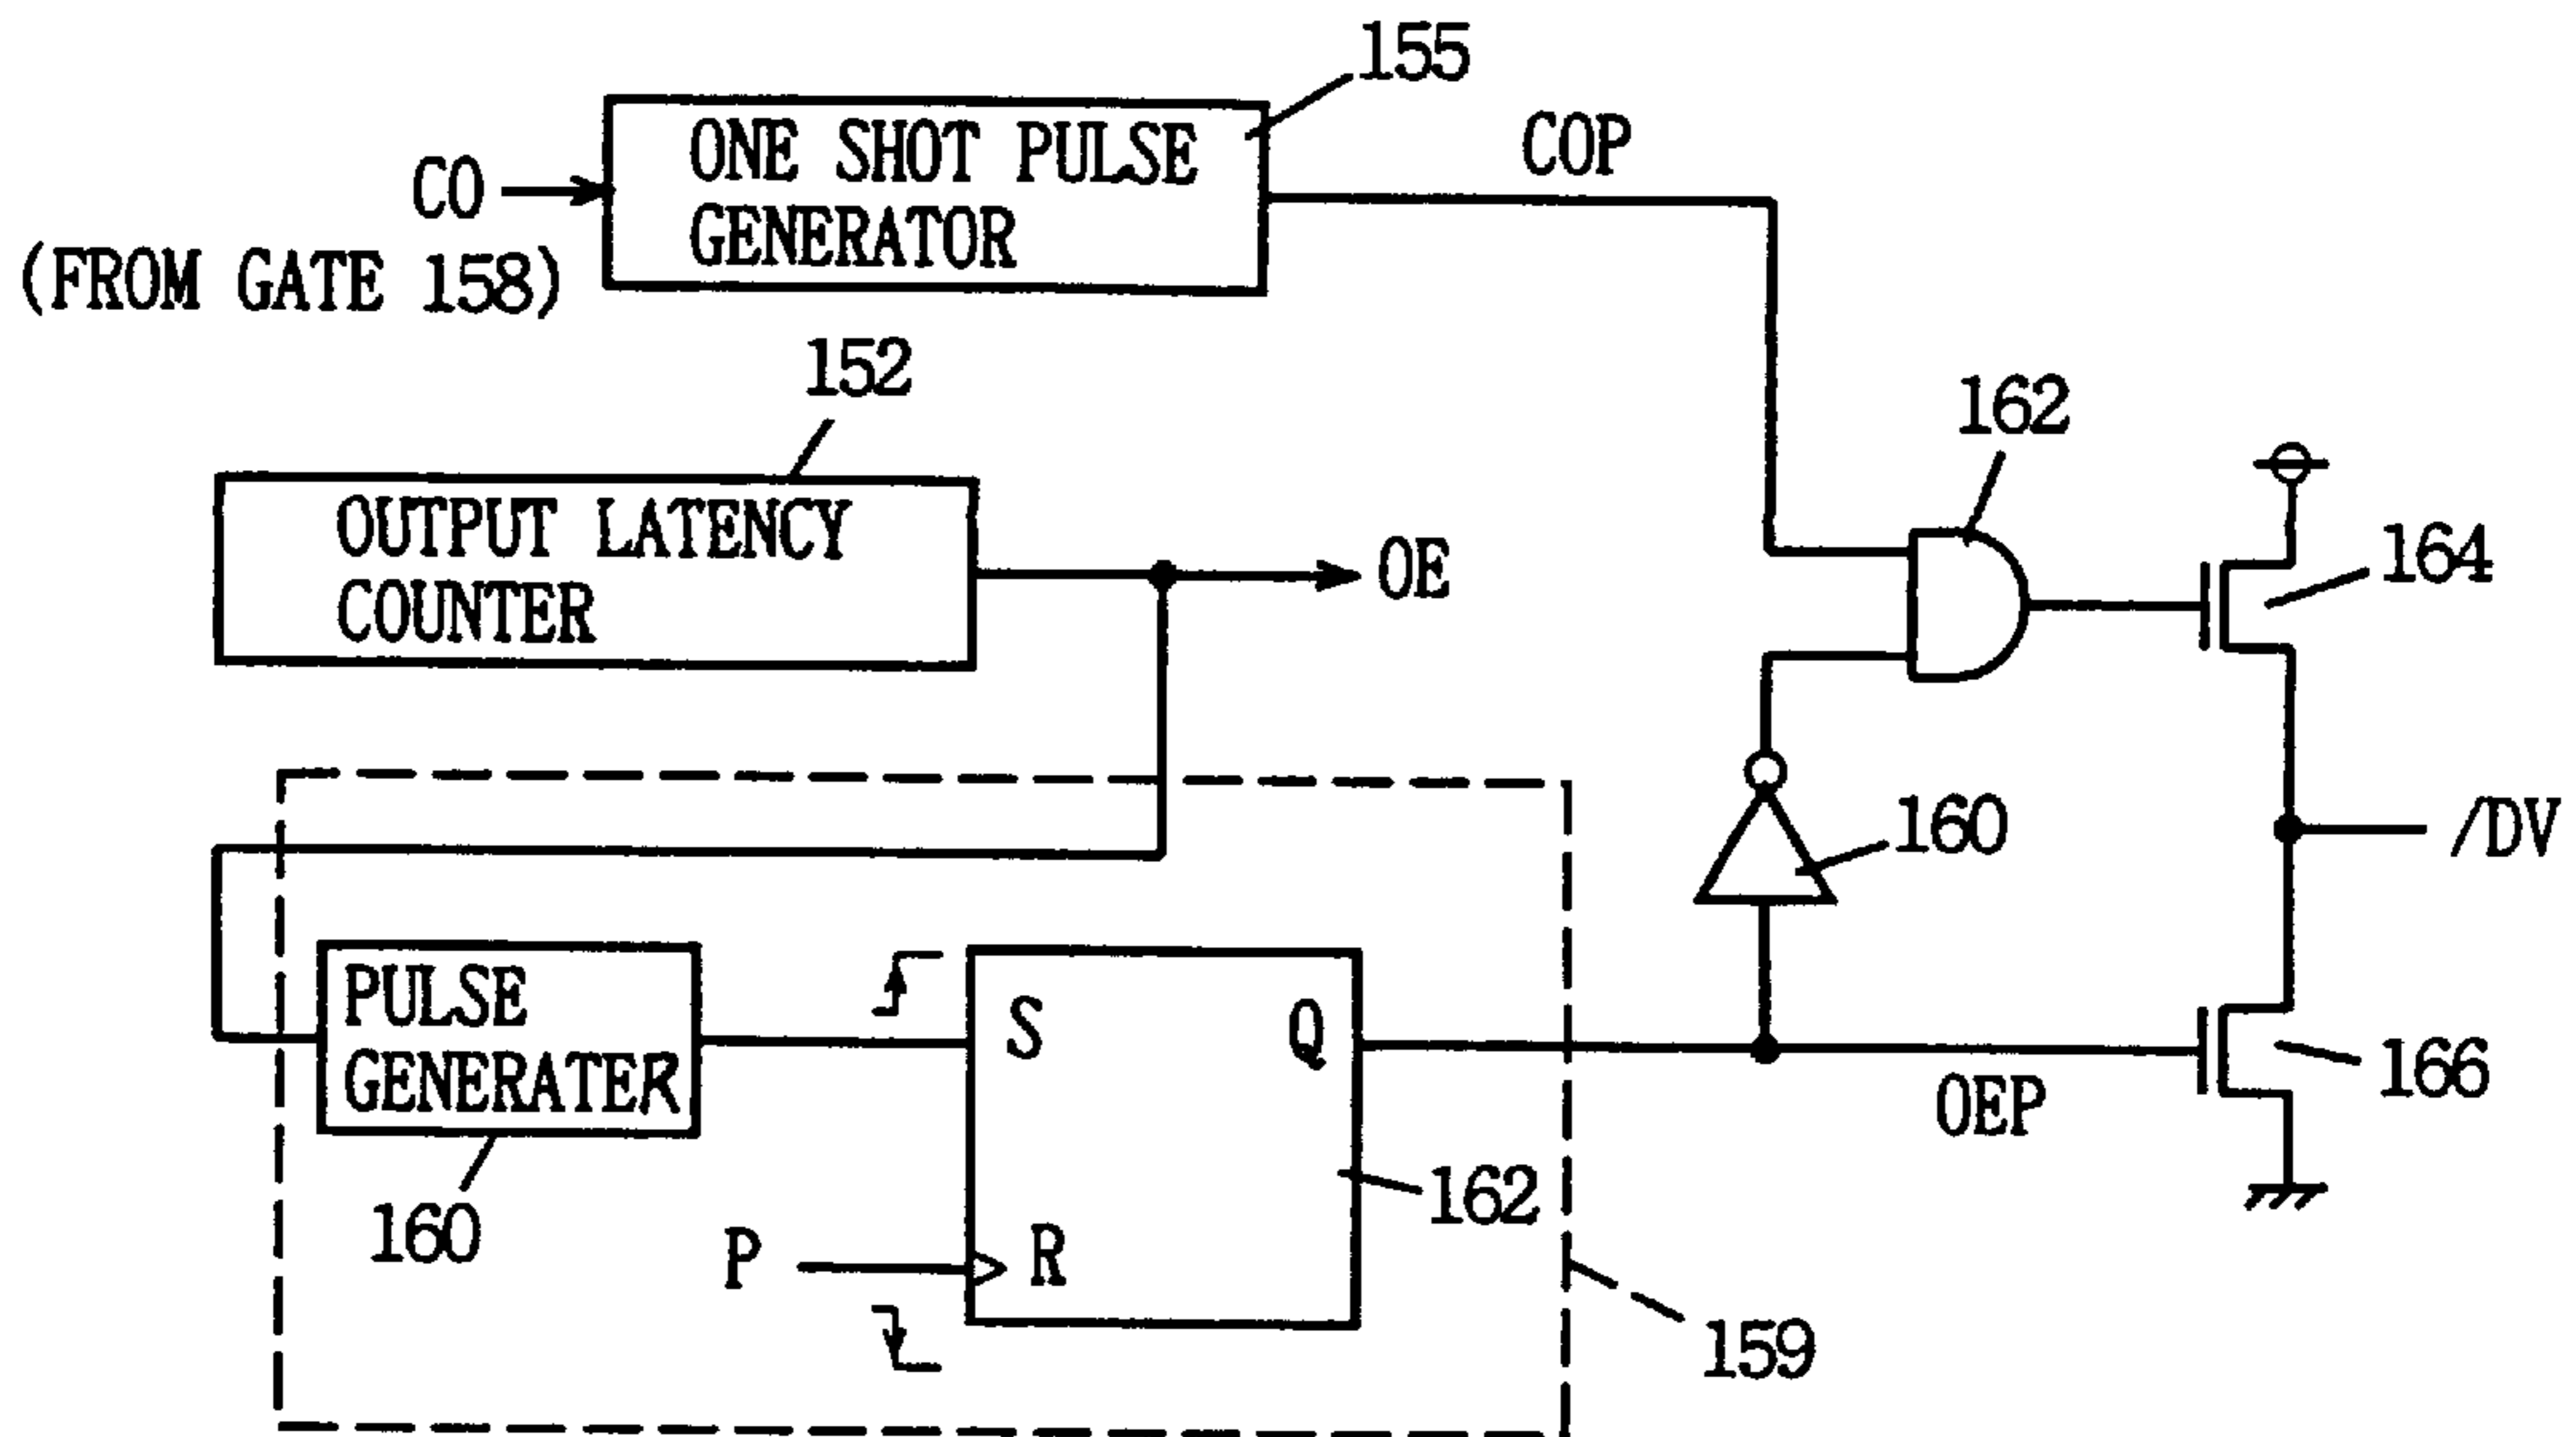 155
ONE SHOT PULSE
GENERATOR
COP
CO
(FROM GATE 158)
152
OUTPUT LATENCY
COUNTER
OE
162
164
160
/DV
PULSE
GENERATER
160
S
Q
P
R
162
OEP
166
159